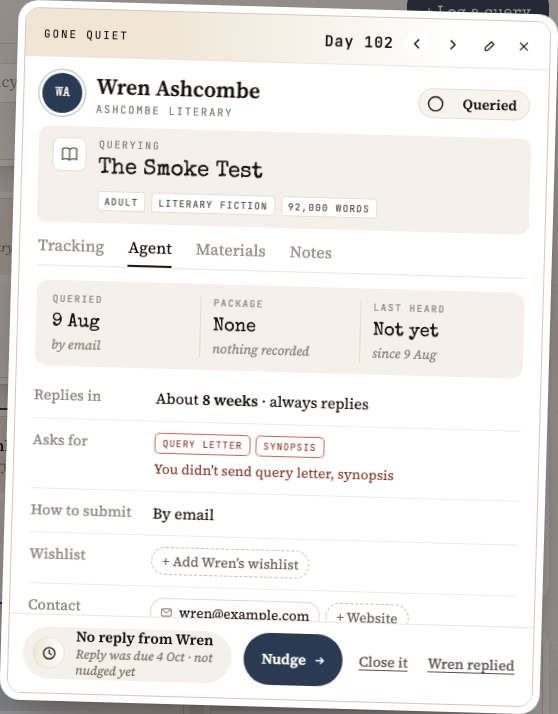 + Log a query
GONE QUIET
Day 102
WA
Wren Ashcombe
ASHCOMBE LITERARY
Queried
QUERYING
The Smoke Test
ADULT
LITERARY FICTION
92,000 WORDS
Tracking
Agent
Materials
Notes
QUERIED
9 Aug
by email
PACKAGE
None
nothing recorded
LAST HEARD
Not yet
since 9 Aug
Replies in
About 8 weeks · always replies
Asks for
QUERY LETTER
SYNOPSIS
You didn’t send query letter, synopsis
How to submit
By email
Wishlist
+ Add Wren’s wishlist
Contact
wren@example.com
+ Website
No reply from Wren
Reply was due 4 Oct · not
nudged yet
Nudge →
Close it
Wren replied